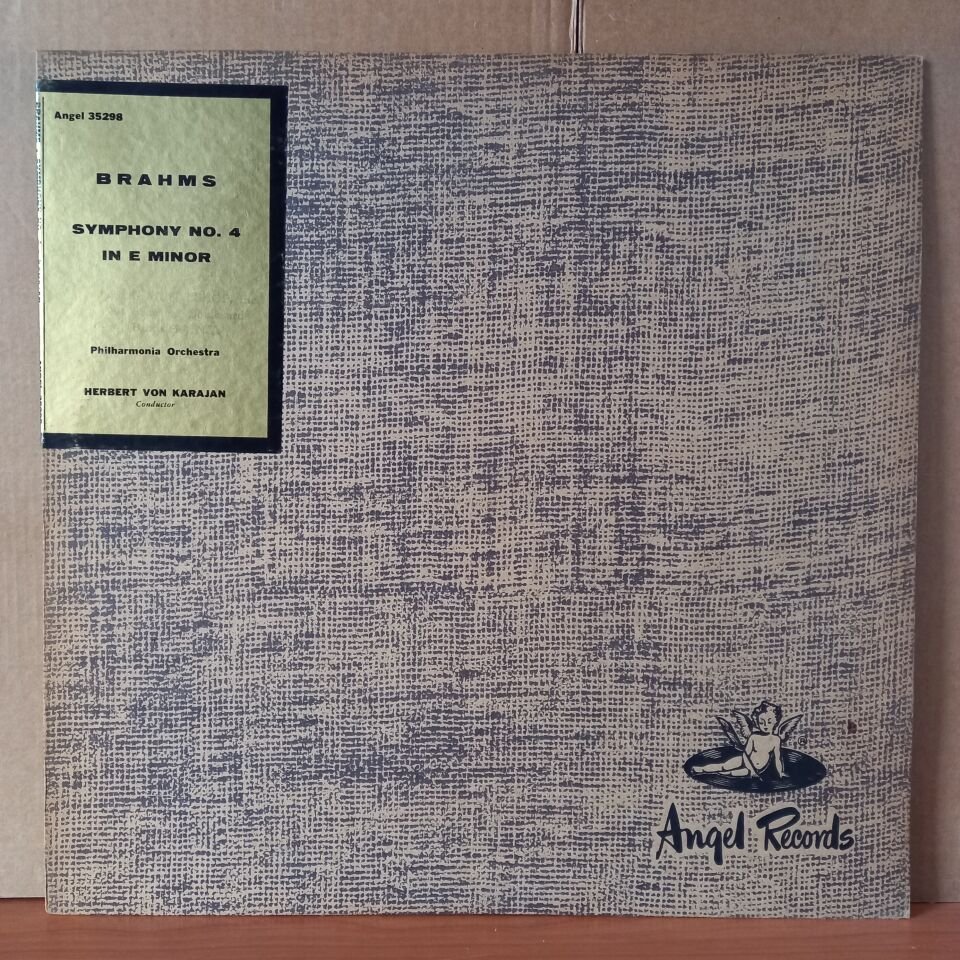 Angel 35298
BRAHMS
SYMPHONY NO. 4
IN E MINOR
Philharmonia Orchestra
HERBERT VON KARAJAN
Conductor
®
Angel Records